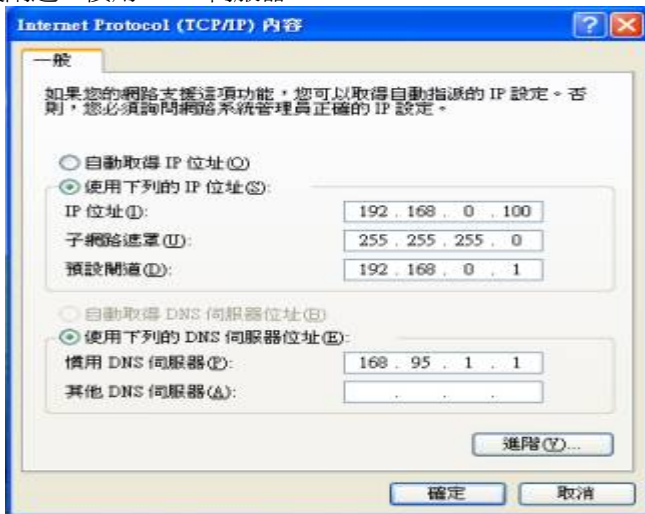 Internet Protocol (TCP/IP) 內容
一般
如果您的網路支援這項功能，您可以取得自動指派的 IP 設定。否
則，您必須詢問網路系統管理員正確的 IP 設定。
自動取得 IP 位址(O)
使用下列的 IP 位址(S):
IP 位址(I): 192 . 168 . 0 . 100
子網路遮罩(U): 255 . 255 . 255 . 0
預設閘道(D): 192 . 168 . 0 . 1
自動取得 DNS 伺服器位址(B)
使用下列的 DNS 伺服器位址(E):
慣用 DNS 伺服器(P): 168 . 95 . 1 . 1
其他 DNS 伺服器(A): . . .
進階(V)...
確定 取消